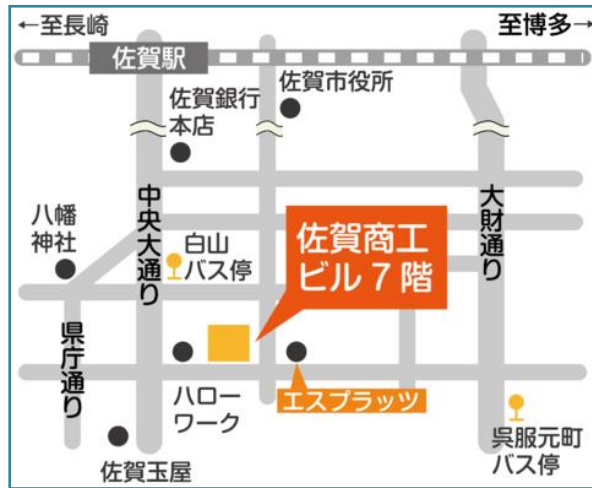 ←至長崎
至博多→
佐賀駅
佐賀銀行
本店
佐賀市役所
中央大通り
大財通り
八幡
神社
白山
バス停
佐賀商工
ビル7階
県庁通り
ハロー
ワーク
エスプラッツ
佐賀玉屋
呉服元町
バス停